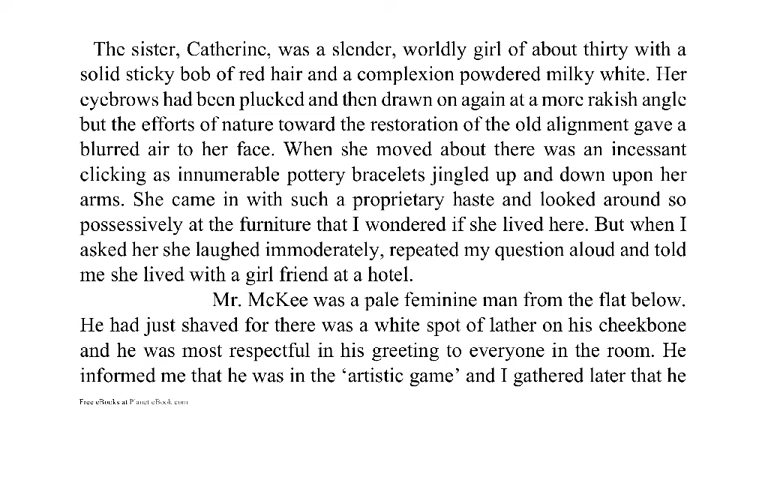 The sister, Catherine, was a slender, worldly girl of about thirty with a
solid sticky bob of red hair and a complexion powdered milky white. Her
eyebrows had been plucked and then drawn on again at a more rakish angle
but the efforts of nature toward the restoration of the old alignment gave a
blurred air to her face. When she moved about there was an incessant
clicking as innumerable pottery bracelets jingled up and down upon her
arms. She came in with such a proprietary haste and looked around so
possessively at the furniture that I wondered if she lived here. But when I
asked her she laughed immoderately, repeated my question aloud and told
me she lived with a girl friend at a hotel.
Mr. McKee was a pale feminine man from the flat below.
He had just shaved for there was a white spot of lather on his cheekbone
and he was most respectful in his greeting to everyone in the room. He
informed me that he was in the ‘artistic game’ and I gathered later that he
Free eBooks at Planet eBook.com